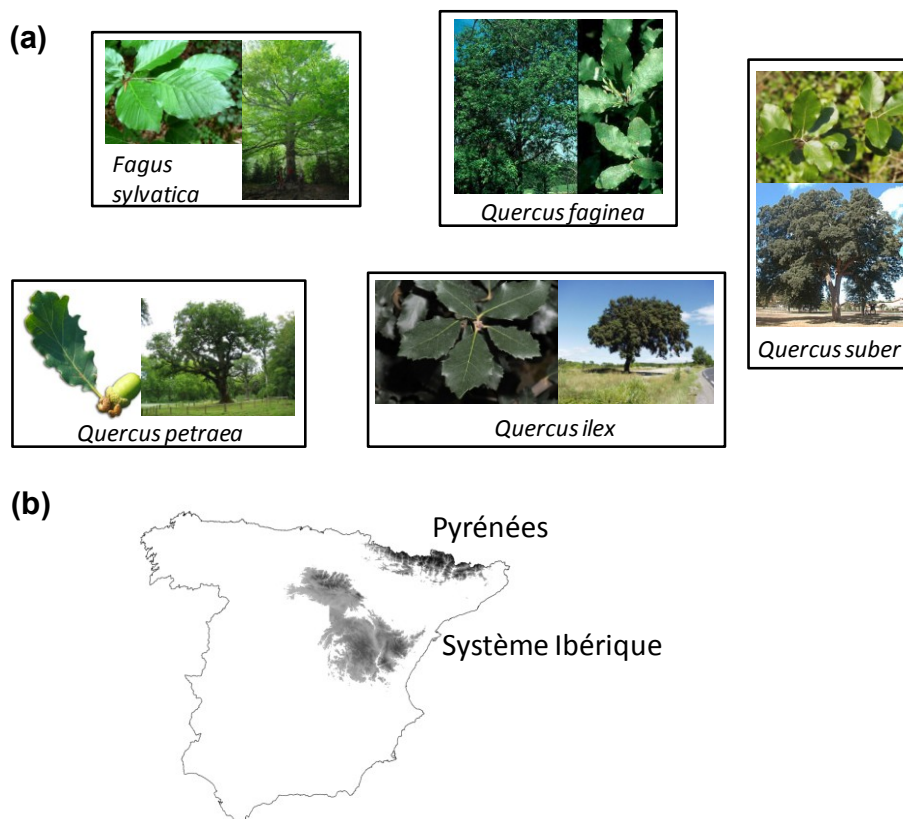 (a)
Fagus
sylvatica
Quercus faginea
Quercus suber
Quercus petraea
Quercus ilex
(b)
Pyrénées
Système Ibérique